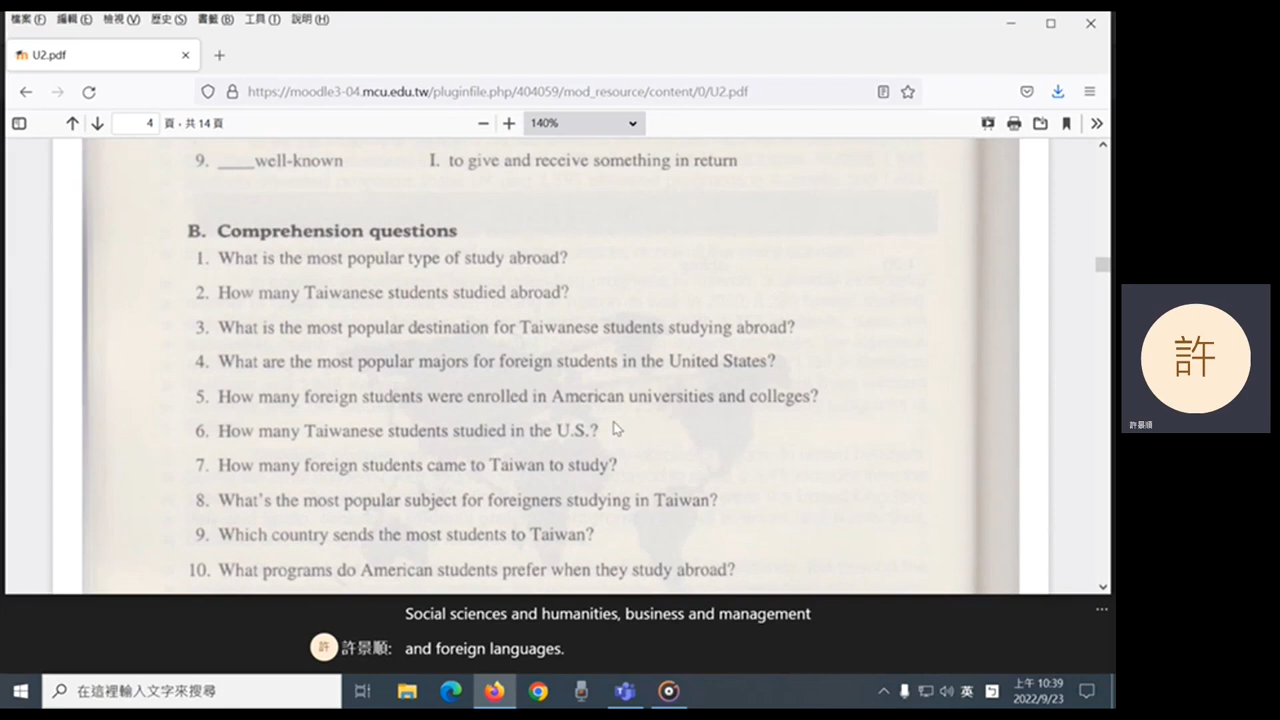 檔案(F) 編輯(E) 檢視(V) 歷史(S) 書籤(B) 工具(T) 說明(H)
U2.pdf
https://moodle3-04.mcu.edu.tw/pluginfile.php/404059/mod_resource/content/0/U2.pdf
4 頁,共 14 頁 140%
9. ____well-known I. to give and receive something in return
B. Comprehension questions
1. What is the most popular type of study abroad?
2. How many Taiwanese students studied abroad?
3. What is the most popular destination for Taiwanese students studying abroad?
4. What are the most popular majors for foreign students in the United States?
5. How many foreign students were enrolled in American universities and colleges?
6. How many Taiwanese students studied in the U.S.?
7. How many foreign students came to Taiwan to study?
8. What's the most popular subject for foreigners studying in Taiwan?
9. Which country sends the most students to Taiwan?
10. What programs do American students prefer when they study abroad?
許
許景順
Social sciences and humanities, business and management
許 許景順: and foreign languages.
在這裡輸入文字來搜尋
英
上午 10:39
2022/9/23